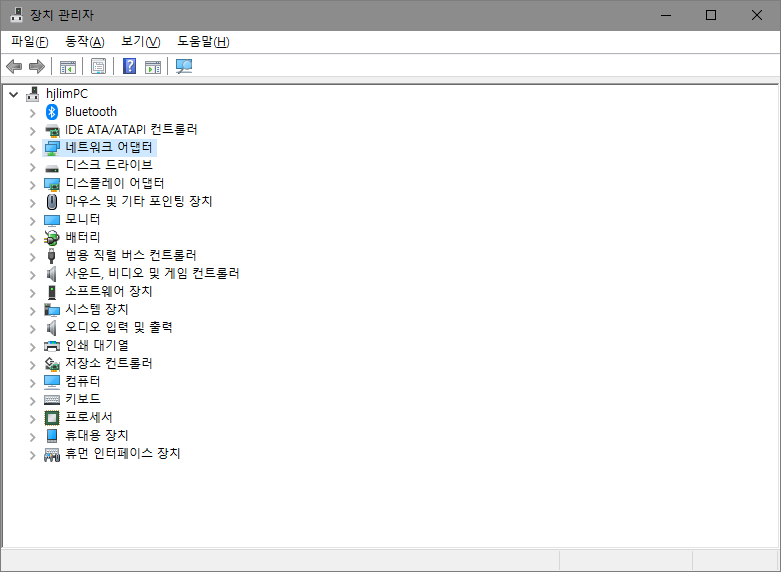 장치 관리자
파일(F) 동작(A) 보기(V) 도움말(H)
hjlimPC
Bluetooth
IDE ATA/ATAPI 컨트롤러
네트워크 어댑터
디스크 드라이브
디스플레이 어댑터
마우스 및 기타 포인팅 장치
모니터
배터리
범용 직렬 버스 컨트롤러
사운드, 비디오 및 게임 컨트롤러
소프트웨어 장치
시스템 장치
오디오 입력 및 출력
인쇄 대기열
저장소 컨트롤러
컴퓨터
키보드
프로세서
휴대용 장치
휴먼 인터페이스 장치